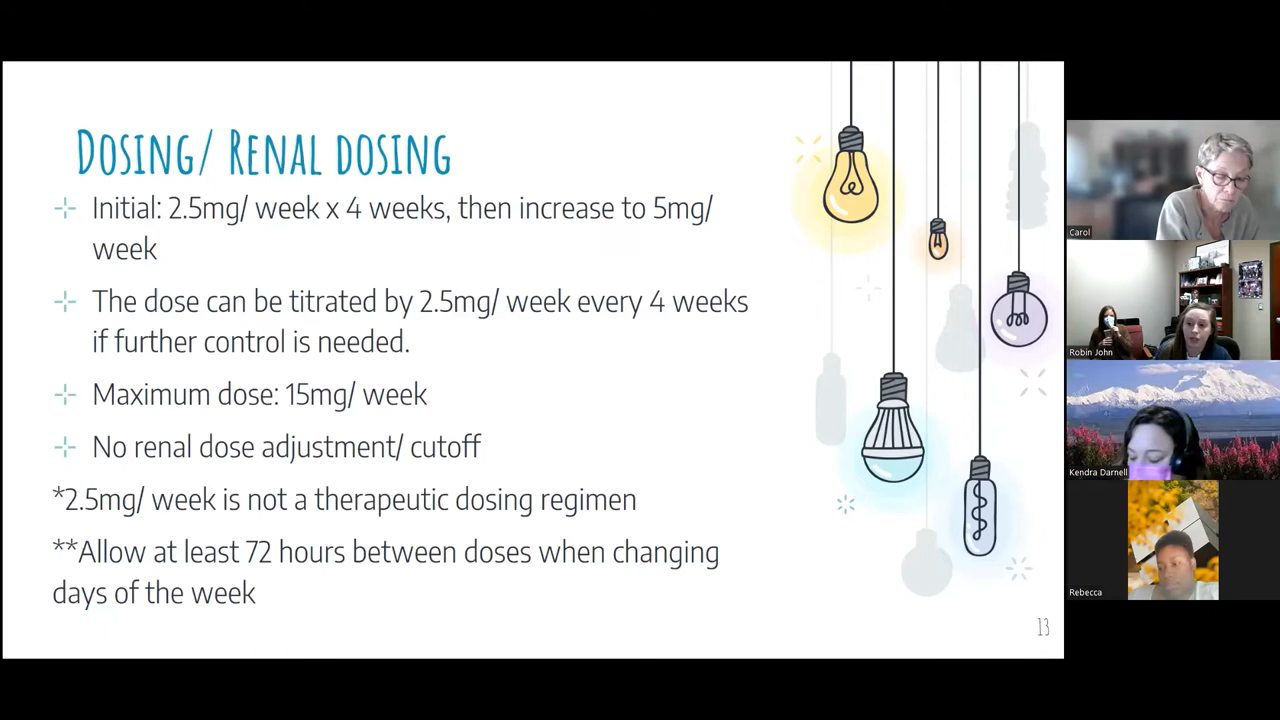 Dosing/ Renal dosing
Initial: 2.5mg/ week x 4 weeks, then increase to 5mg/
week
The dose can be titrated by 2.5mg/ week every 4 weeks
if further control is needed.
Maximum dose: 15mg/ week
No renal dose adjustment/ cutoff
*2.5mg/ week is not a therapeutic dosing regimen
**Allow at least 72 hours between doses when changing
days of the week
13
Carol
Robin John
Kendra Darnell
Rebecca